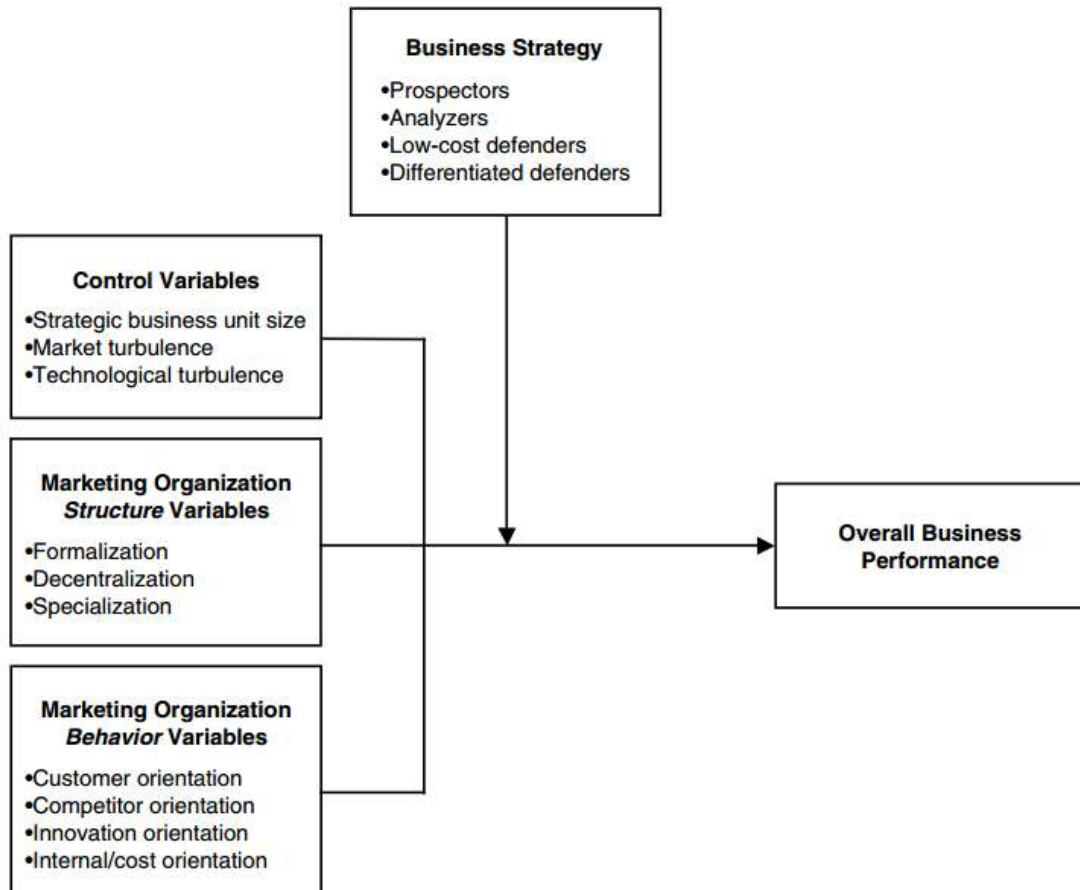 Business Strategy
•Prospectors
•Analyzers
•Low-cost defenders
•Differentiated defenders
Control Variables
•Strategic business unit size
•Market turbulence
•Technological turbulence
Marketing Organization
Structure Variables
•Formalization
•Decentralization
•Specialization
Overall Business
Performance
Marketing Organization
Behavior Variables
•Customer orientation
•Competitor orientation
•Innovation orientation
•Internal/cost orientation